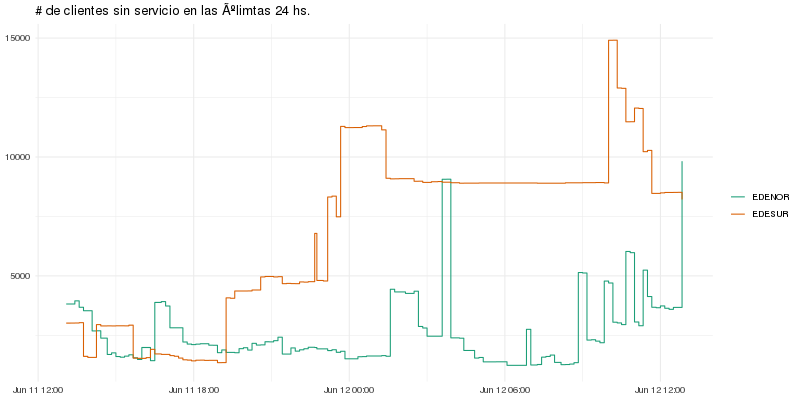 # de clientes sin servicio en las Ãºlimtas 24 hs.
15000
10000
5000
EDENOR
EDESUR
Jun 11 12:00
Jun 11 18:00
Jun 12 00:00
Jun 12 06:00
Jun 12 12:00